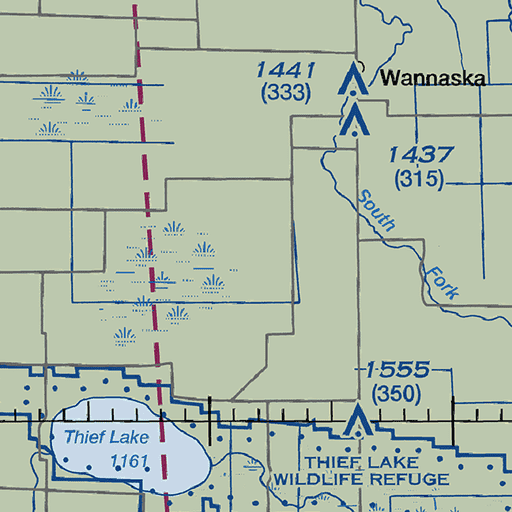 1441
(333)
Wannaska
1437
(315)
South
Fork
1555
(350)
Thief Lake
1161
THIEF LAKE
WILDLIFE REFUGE